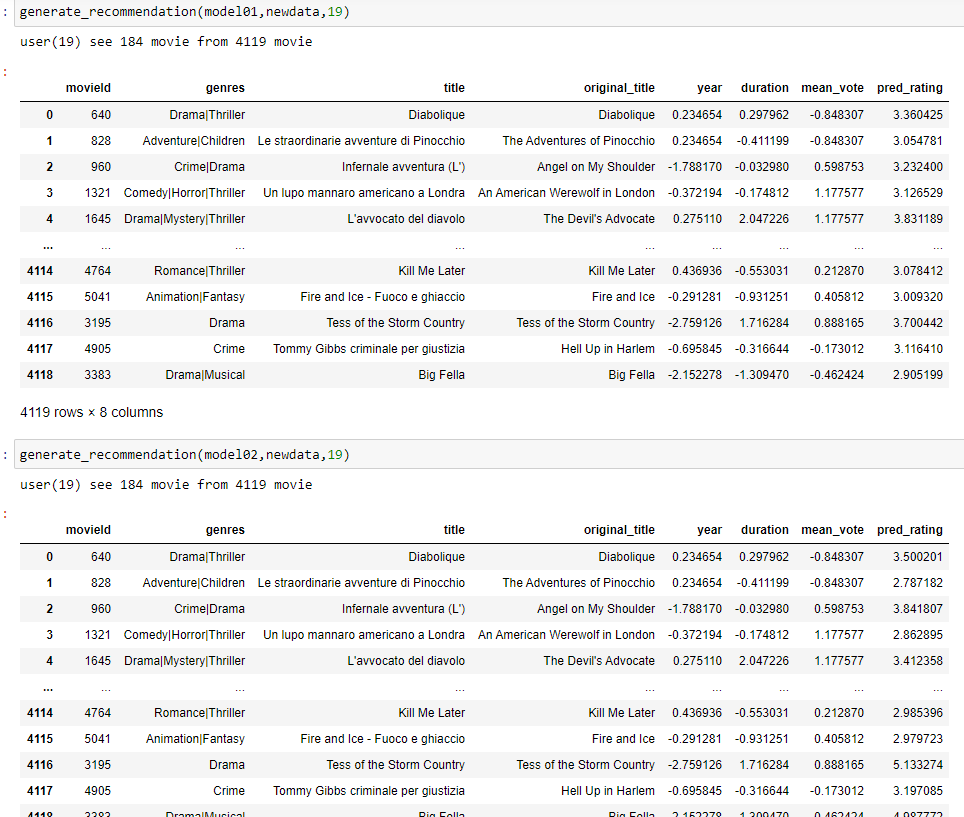 : generate_recommendation(model01,newdata,19)
user(19) see 184 movie from 4119 movie
:
movieId genres title original_title year duration mean_vote pred_rating
0 640 Drama|Thriller Diabolique Diabolique 0.234654 0.297962 -0.848307 3.360425
1 828 Adventure|Children Le straordinarie avventure di Pinocchio The Adventures of Pinocchio 0.234654 -0.411199 -0.848307 3.054781
2 960 Crime|Drama Infernale avventura (L') Angel on My Shoulder -1.788170 -0.032980 0.598753 3.232400
3 1321 Comedy|Horror|Thriller Un lupo mannaro americano a Londra An American Werewolf in London -0.372194 -0.174812 1.177577 3.126529
4 1645 Drama|Mystery|Thriller L'avvocato del diavolo The Devil's Advocate 0.275110 2.047226 1.177577 3.831189
... ... ... ... ... ... ... ... ...
4114 4764 Romance|Thriller Kill Me Later Kill Me Later 0.436936 -0.553031 0.212870 3.078412
4115 5041 Animation|Fantasy Fire and Ice - Fuoco e ghiaccio Fire and Ice -0.291281 -0.931251 0.405812 3.009320
4116 3195 Drama Tess of the Storm Country Tess of the Storm Country -2.759126 1.716284 0.888165 3.700442
4117 4905 Crime Tommy Gibbs criminale per giustizia Hell Up in Harlem -0.695845 -0.316644 -0.173012 3.116410
4118 3383 Drama|Musical Big Fella Big Fella -2.152278 -1.309470 -0.462424 2.905199
4119 rows × 8 columns
: generate_recommendation(model02,newdata,19)
user(19) see 184 movie from 4119 movie
:
movieId genres title original_title year duration mean_vote pred_rating
0 640 Drama|Thriller Diabolique Diabolique 0.234654 0.297962 -0.848307 3.500201
1 828 Adventure|Children Le straordinarie avventure di Pinocchio The Adventures of Pinocchio 0.234654 -0.411199 -0.848307 2.787182
2 960 Crime|Drama Infernale avventura (L') Angel on My Shoulder -1.788170 -0.032980 0.598753 3.841807
3 1321 Comedy|Horror|Thriller Un lupo mannaro americano a Londra An American Werewolf in London -0.372194 -0.174812 1.177577 2.862895
4 1645 Drama|Mystery|Thriller L'avvocato del diavolo The Devil's Advocate 0.275110 2.047226 1.177577 3.412358
... ... ... ... ... ... ... ... ...
4114 4764 Romance|Thriller Kill Me Later Kill Me Later 0.436936 -0.553031 0.212870 2.985396
4115 5041 Animation|Fantasy Fire and Ice - Fuoco e ghiaccio Fire and Ice -0.291281 -0.931251 0.405812 2.979723
4116 3195 Drama Tess of the Storm Country Tess of the Storm Country -2.759126 1.716284 0.888165 5.133274
4117 4905 Crime Tommy Gibbs criminale per giustizia Hell Up in Harlem -0.695845 -0.316644 -0.173012 3.197085
4118 3383 Drama|Musical Big Fella Big Fella -2.152278 -1.309470 -0.462424